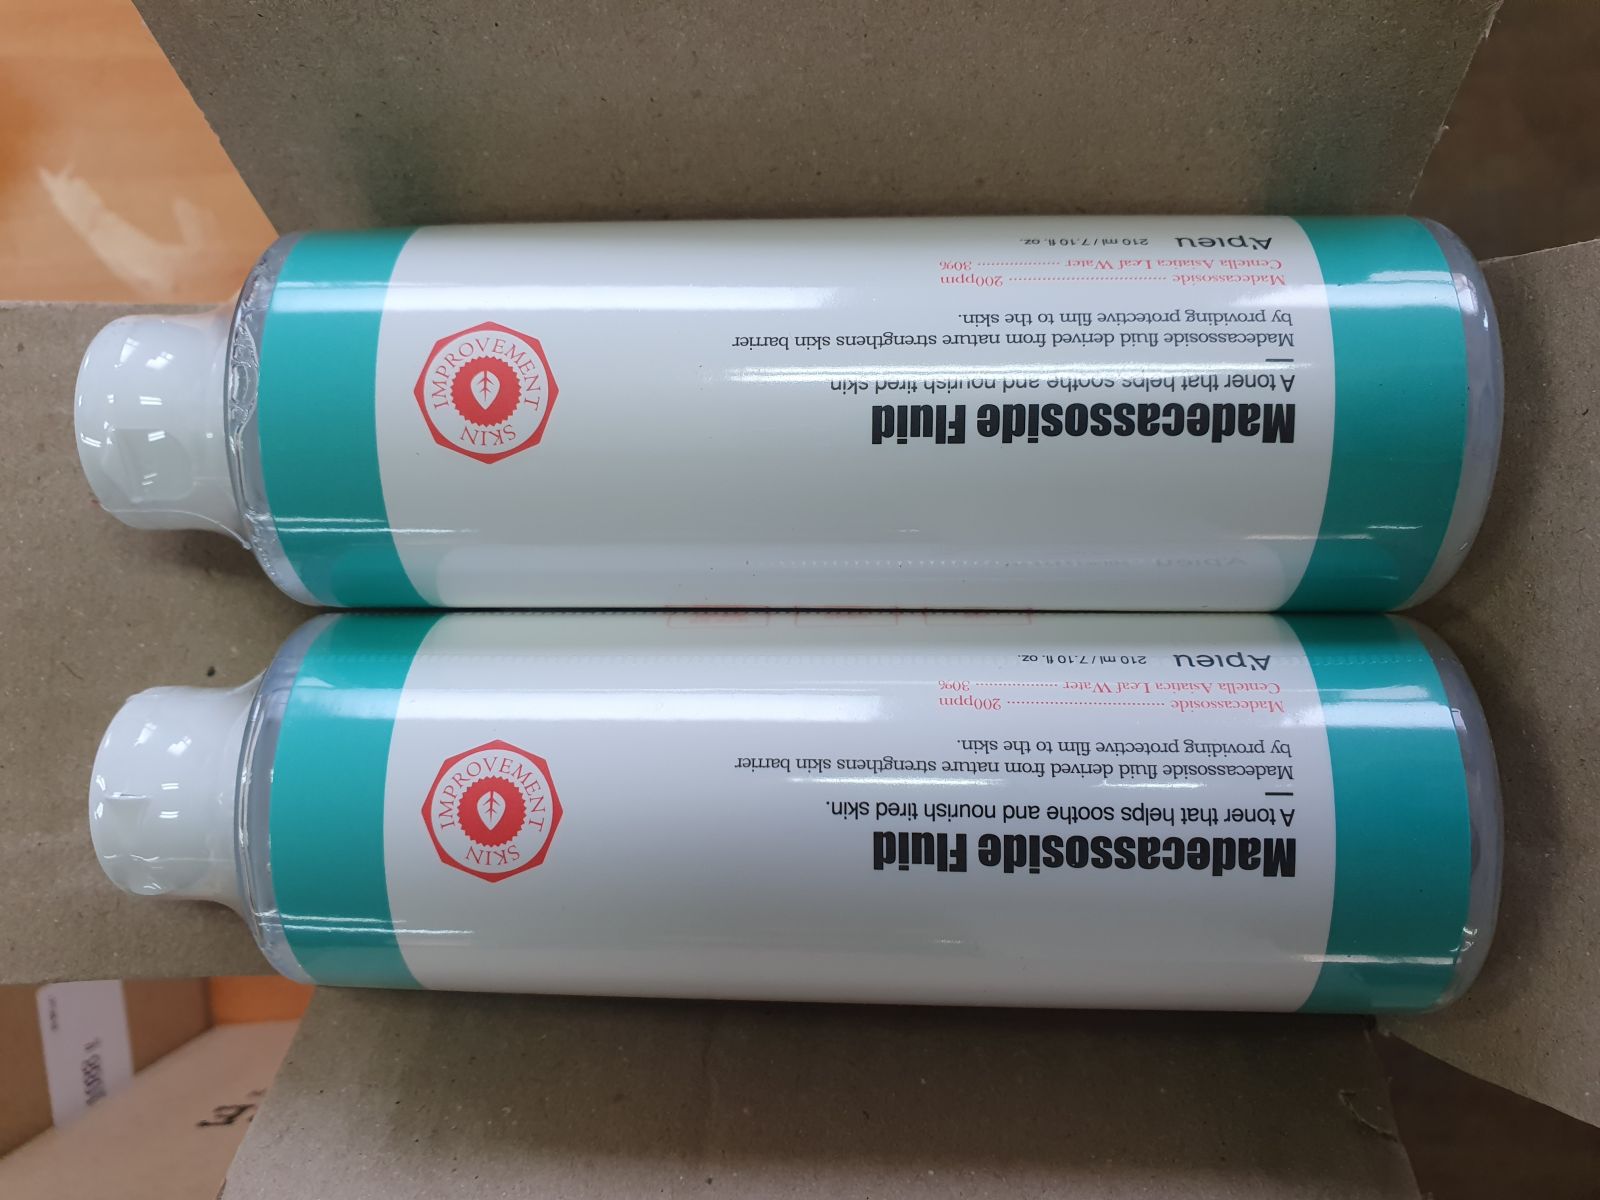 Madecassoside Fluid
A toner that helps soothe and nourish tired skin
Madecassoside fluid derived from nature strengthens skin barrier
by providing protective film to the skin.
Madecassoside ........................ 200ppm
Centella Asiatica Leaf Water ............. 30%
A'pieu 210 ml / 7.10 fl. oz.
SKIN IMPROVEMENT
A'pieu
Madecassoside Fluid
A toner that helps soothe and nourish tired skin.
Madecassoside fluid derived from nature strengthens skin barrier
by providing protective film to the skin.
Madecassoside ........................ 200ppm
Centella Asiatica Leaf Water ............. 30%
A'pieu 210 ml / 7.10 fl. oz.
SKIN IMPROVEMENT